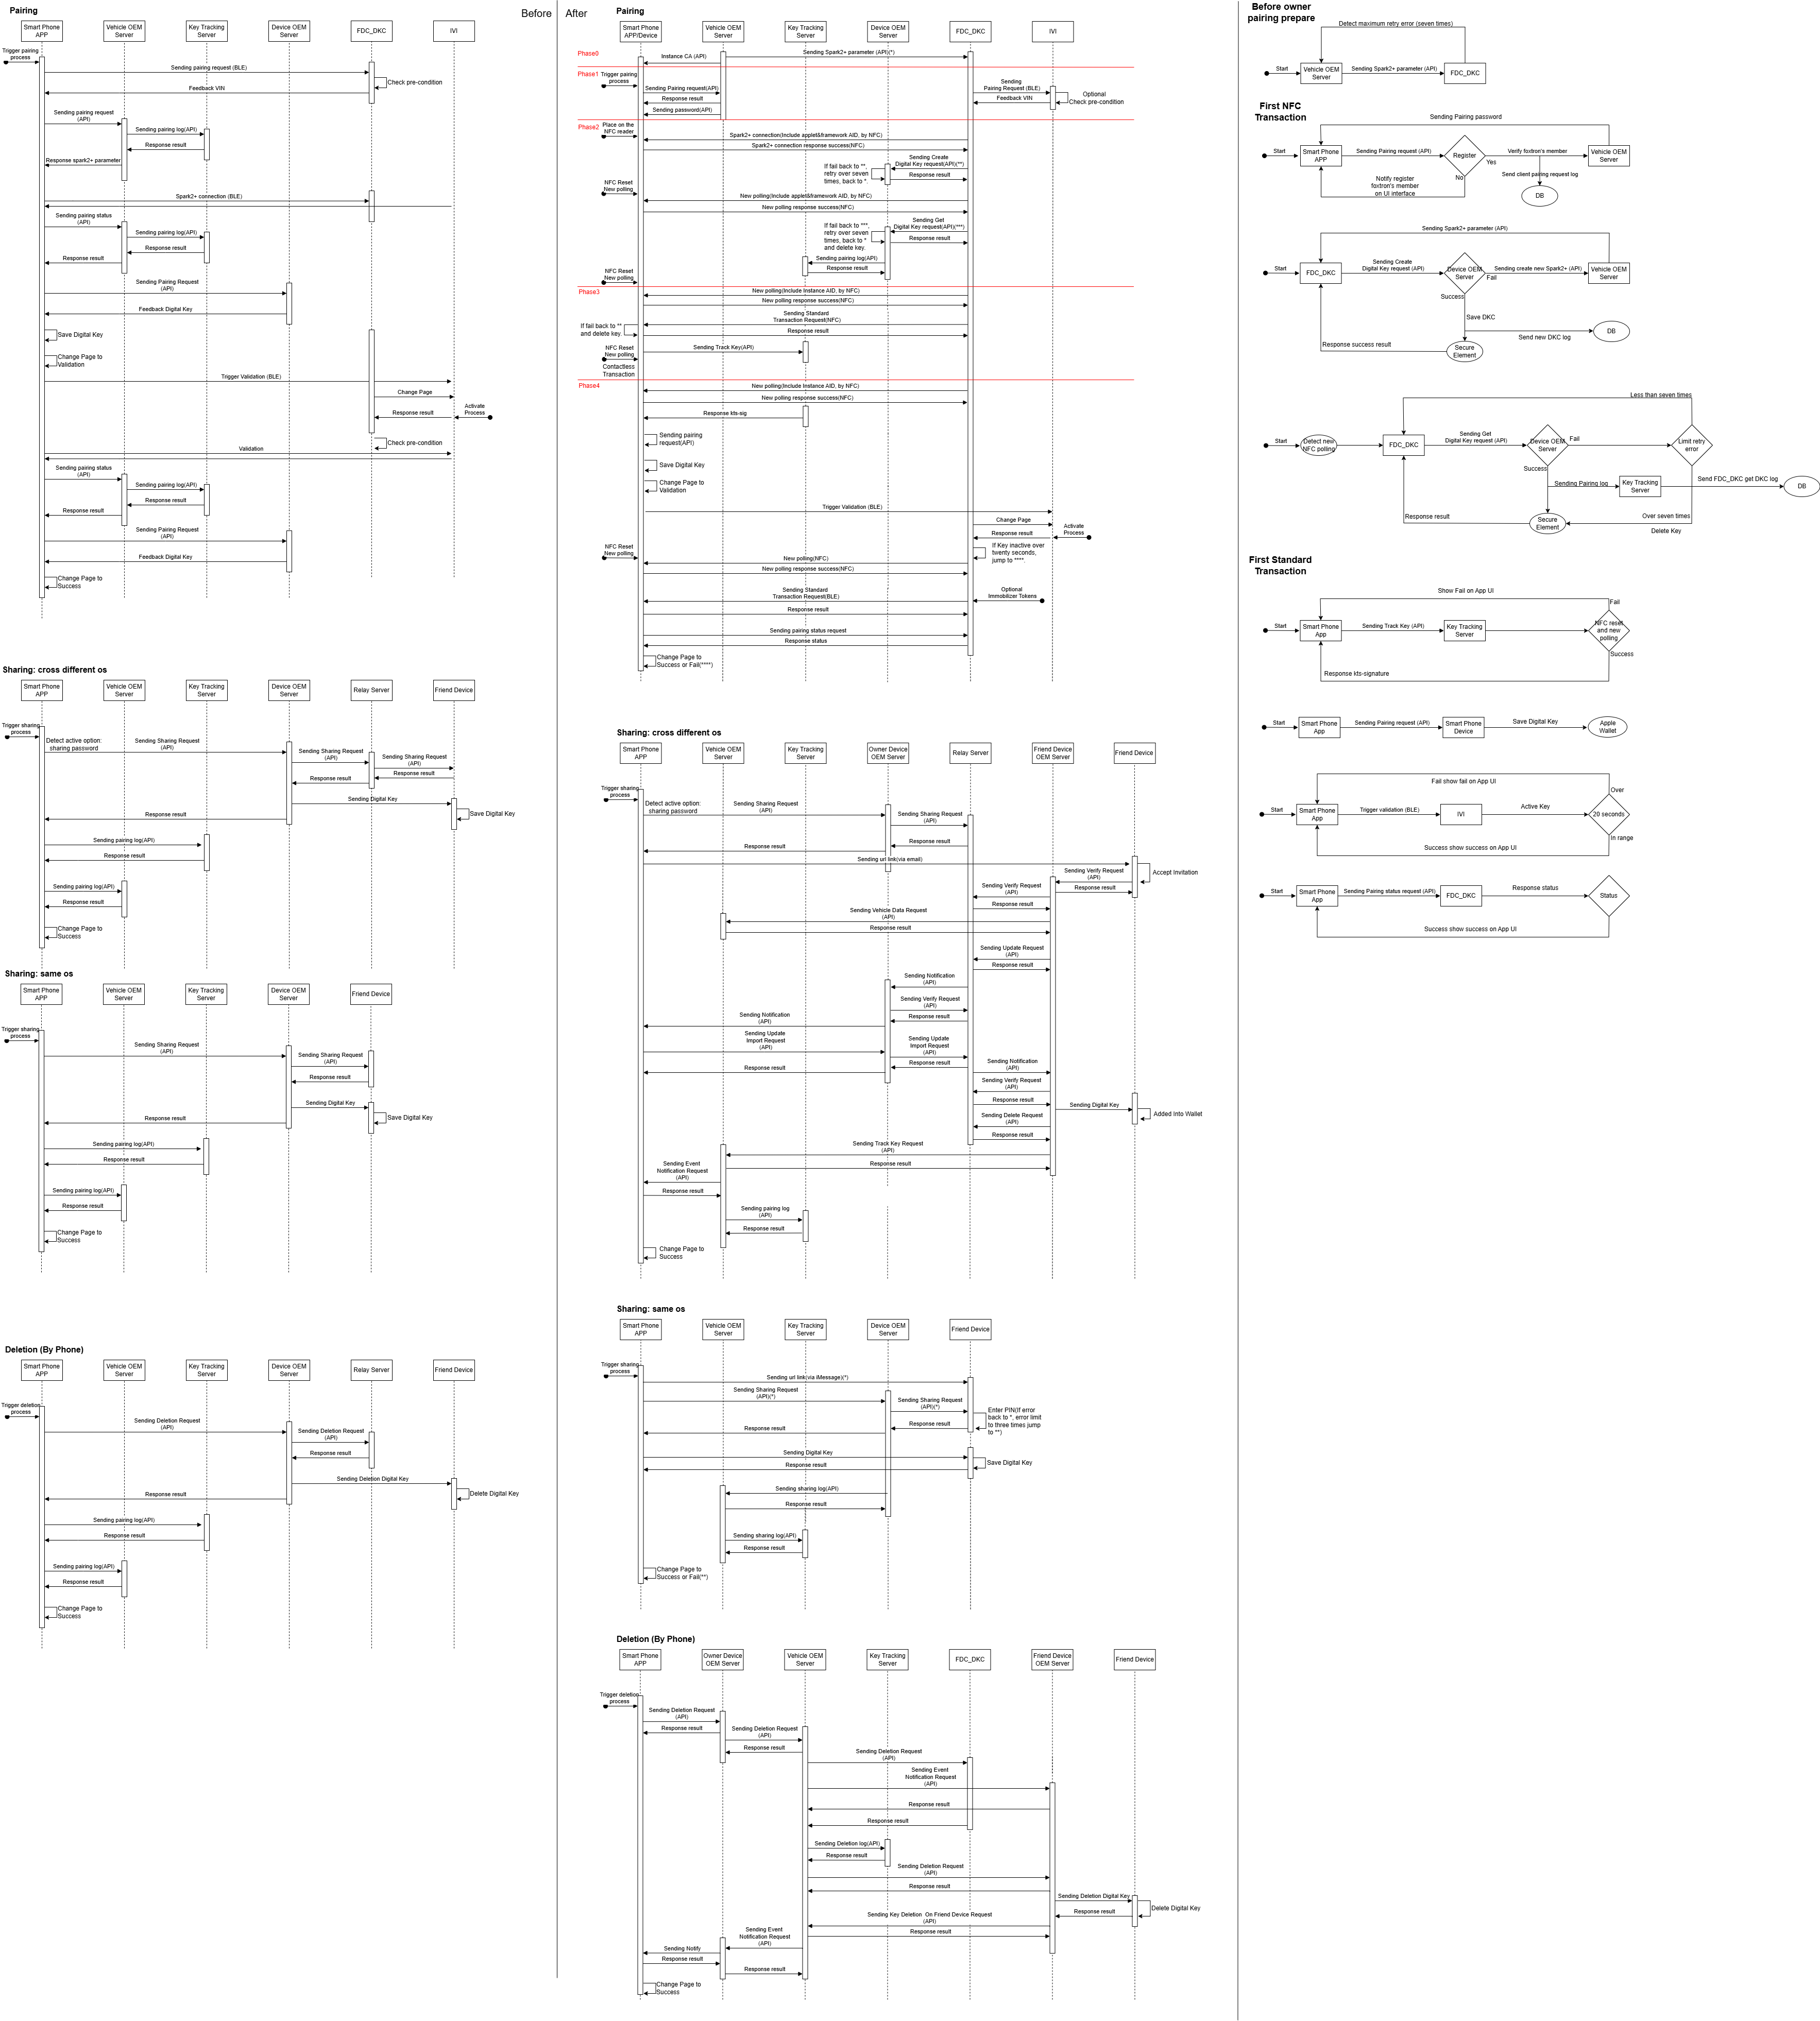 Before
After
Pairing
Smart Phone
APP
Vehicle OEM
Server
Key Tracking
Server
Device OEM
Server
FDC_DKC
IVI
Trigger pairing
process
Sending pairing request (BLE)
Check pre-condition
Feedback VIN
Sending pairing request
(API)
Sending pairing log(API)
Response result
Response spark2+ parameter
Spark2+ connection (BLE)
Sending pairing status
(API)
Sending pairing log(API)
Response result
Response result
Sending Pairing Request
(API)
Feedback Digital Key
Save Digital Key
Change Page to
Validation
Trigger Validation (BLE)
Change Page
Activate
Process
Response result
Check pre-condition
Validation
Sending pairing status
(API)
Sending pairing log(API)
Response result
Response result
Sending Pairing Request
(API)
Feedback Digital Key
Change Page to
Success
Sharing: cross different os
Smart Phone
APP
Vehicle OEM
Server
Key Tracking
Server
Device OEM
Server
Relay Server
Friend Device
Trigger sharing
process
Detect active option:
sharing password
Sending Sharing Request
(API)
Sending Sharing Request
(API)
Sending Sharing Request
(API)
Response result
Response result
Sending Digital Key
Save Digital Key
Response result
Sending pairing log(API)
Response result
Sending pairing log(API)
Response result
Change Page to
Success
Sharing: same os
Smart Phone
APP
Vehicle OEM
Server
Key Tracking
Server
Device OEM
Server
Friend Device
Trigger sharing
process
Sending Sharing Request
(API)
Sending Sharing Request
(API)
Response result
Sending Digital Key
Save Digital Key
Response result
Sending pairing log(API)
Response result
Sending pairing log(API)
Response result
Change Page to
Success
Deletion (By Phone)
Smart Phone
APP
Vehicle OEM
Server
Key Tracking
Server
Device OEM
Server
Relay Server
Friend Device
Trigger deletion
process
Sending Deletion Request
(API)
Sending Deletion Request
(API)
Response result
Sending Deletion Digital Key
Delete Digital Key
Response result
Sending pairing log(API)
Response result
Sending pairing log(API)
Response result
Change Page to
Success
Pairing
Smart Phone
APP/Device
Vehicle OEM
Server
Key Tracking
Server
Device OEM
Server
FDC_DKC
IVI
Phase0
Instance CA (API)
Sending Spark2+ parameter (API)(*)
Phase1
Trigger pairing
process
Sending Pairing request(API)
Response result
Sending password(API)
Sending
Pairing Request (BLE)
Feedback VIN
Optional
Check pre-condition
Phase2
Place on the
NFC reader
Spark2+ connection(Include applet&framework AID, by NFC)
Spark2+ connection response success(NFC)
If fail back to **,
retry over seven
times, back to *.
Sending Create
Digital Key request(API)(**)
Response result
NFC Reset
New polling
New polling(Include applet&framework AID, by NFC)
New polling response success(NFC)
If fail back to ***,
retry over seven
times, back to *
and delete key.
Sending Get
Digital Key request(API)(***)
Response result
Sending pairing log(API)
Response result
NFC Reset
New polling
Phase3
New polling(Include Instance AID, by NFC)
New polling response success(NFC)
Sending Standard
Transaction Request(NFC)
If fail back to **
and delete key.
Response result
NFC Reset
New polling
Sending Track Key(API)
Contactless
Transaction
Phase4
New polling(Include Instance AID, by NFC)
New polling response success(NFC)
Response kts-sig
Sending pairing
request(API)
Save Digital Key
Change Page to
Validation
Trigger Validation (BLE)
Change Page
Activate
Process
Response result
If Key inactive over
twenty seconds,
jump to ****.
NFC Reset
New polling
New polling(NFC)
New polling response success(NFC)
Sending Standard
Transaction Request(BLE)
Optional
Immobilizer Tokens
Response result
Sending pairing status request
Response status
Change Page to
Success or Fail(****)
Sharing: cross different os
Smart Phone
APP
Vehicle OEM
Server
Key Tracking
Server
Owner Device
OEM Server
Relay Server
Friend Device
OEM Server
Friend Device
Trigger sharing
process
Detect active option:
sharing password
Sending Sharing Request
(API)
Sending Sharing Request
(API)
Response result
Response result
Sending url link(via email)
Accept Invitation
Sending Verify Request
(API)
Response result
Sending Verify Request
(API)
Response result
Sending Vehicle Data Request
(API)
Response result
Sending Update Request
(API)
Response result
Sending Notification
(API)
Sending Verify Request
(API)
Response result
Sending Notification
(API)
Sending Update
Import Request
(API)
Sending Update
Import Request
(API)
Response result
Response result
Sending Notification
(API)
Sending Verify Request
(API)
Response result
Sending Digital Key
Added Into Wallet
Sending Delete Request
(API)
Response result
Sending Track Key Request
(API)
Response result
Sending Event
Notification Request
(API)
Response result
Sending pairing log
(API)
Response result
Change Page to
Success
Sharing: same os
Smart Phone
APP
Vehicle OEM
Server
Key Tracking
Server
Device OEM
Server
Friend Device
Trigger sharing
process
Sending url link(via iMessage)(*)
Sending Sharing Request
(API)(*)
Sending Sharing Request
(API)(*)
Enter PIN(If error
back to *, error limit
to three times jump
to **)
Response result
Response result
Sending Digital Key
Save Digital Key
Response result
Sending sharing log(API)
Response result
Sending sharing log(API)
Response result
Change Page to
Success or Fail(**)
Deletion (By Phone)
Smart Phone
APP
Owner Device
OEM Server
Vehicle OEM
Server
Key Tracking
Server
FDC_DKC
Friend Device
OEM Server
Friend Device
Trigger deletion
process
Sending Deletion Request
(API)
Response result
Sending Deletion Request
(API)
Response result
Sending Deletion Request
(API)
Sending Event
Notification Request
(API)
Response result
Response result
Sending Deletion log(API)
Response result
Sending Deletion Request
(API)
Response result
Sending Deletion Digital Key
Delete Digital Key
Response result
Sending Key Deletion On Friend Device Request
(API)
Response result
Sending Event
Notification Request
(API)
Sending Notify
Response result
Response result
Change Page to
Success
Before owner
pairing prepare
Detect maximum retry error (seven times)
Start
Vehicle OEM
Server
Sending Spark2+ parameter (API)
FDC_DKC
First NFC
Transaction
Sending Pairing password
Start
Smart Phone
APP
Sending Pairing request (API)
Register
Yes
Verify foxtron's member
Vehicle OEM
Server
No
Notify register
foxtron's member
on UI interface
Send client pairing request log
DB
Sending Spark2+ parameter (API)
Start
FDC_DKC
Sending Create
Digital Key request (API)
Device OEM
Server
Fail
Sending create new Spark2+ (API)
Vehicle OEM
Server
Success
Save DKC
DB
Send new DKC log
Response success result
Secure
Element
Less than seven times
Start
Detect new
NFC polling
FDC_DKC
Sending Get
Digital Key request (API)
Device OEM
Server
Fail
Limit retry
error
Success
Sending Pairing log
Key Tracking
Server
Send FDC_DKC get DKC log
DB
Response result
Secure
Element
Over seven times
Delete Key
First Standard
Transaction
Show Fail on App UI
Fail
Start
Smart Phone
App
Sending Track Key (API)
Key Tracking
Server
NFC reset
and new
polling
Success
Response kts-signature
Start
Smart Phone
App
Sending Pairing request (API)
Smart Phone
Device
Save Digital Key
Apple
Wallet
Fail show fail on App UI
Over
Start
Smart Phone
App
Trigger validation (BLE)
IVI
Active Key
20 seconds
In range
Success show success on App UI
Start
Smart Phone
App
Sending Pairing status request (API)
FDC_DKC
Response status
Status
Success show success on App UI